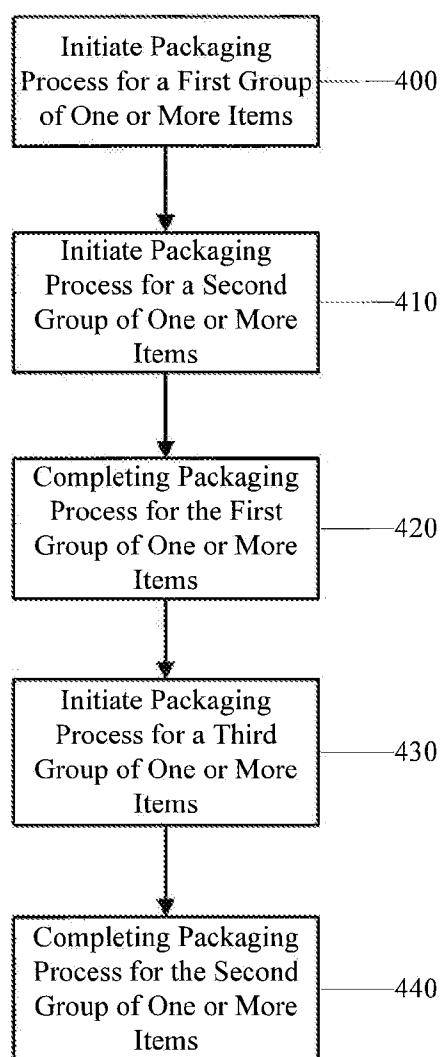 Initiate Packaging
Process for a First Group
of One or More Items
400
Initiate Packaging
Process for a Second
Group of One or More
Items
410
Completing Packaging
Process for the First
Group of One or More
Items
420
Initiate Packaging
Process for a Third
Group of One or More
Items
430
Completing Packaging
Process for the Second
Group of One or More
Items
440